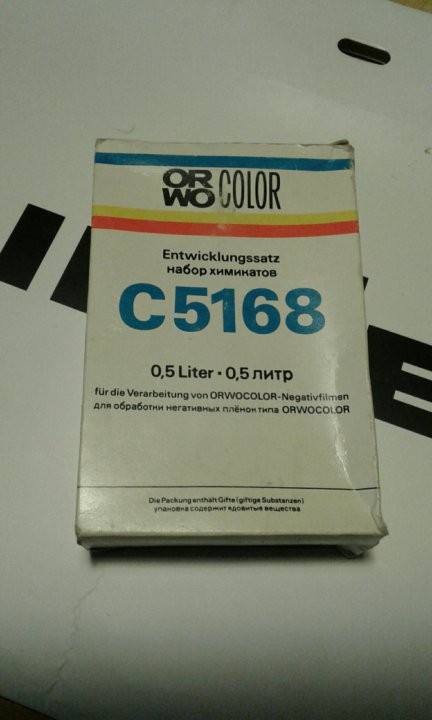 ORWO COLOR
Entwicklungssatz
набор химикатов
C 5168
0,5 Liter · 0,5 литр
für die Verarbeitung von ORWOCOLOR-Negativfilmen
для обработки негативных плёнок типа ORWOCOLOR
Die Packung enthält Gifte (giftige Substanzen)
упаковка содержит ядовитые вещества